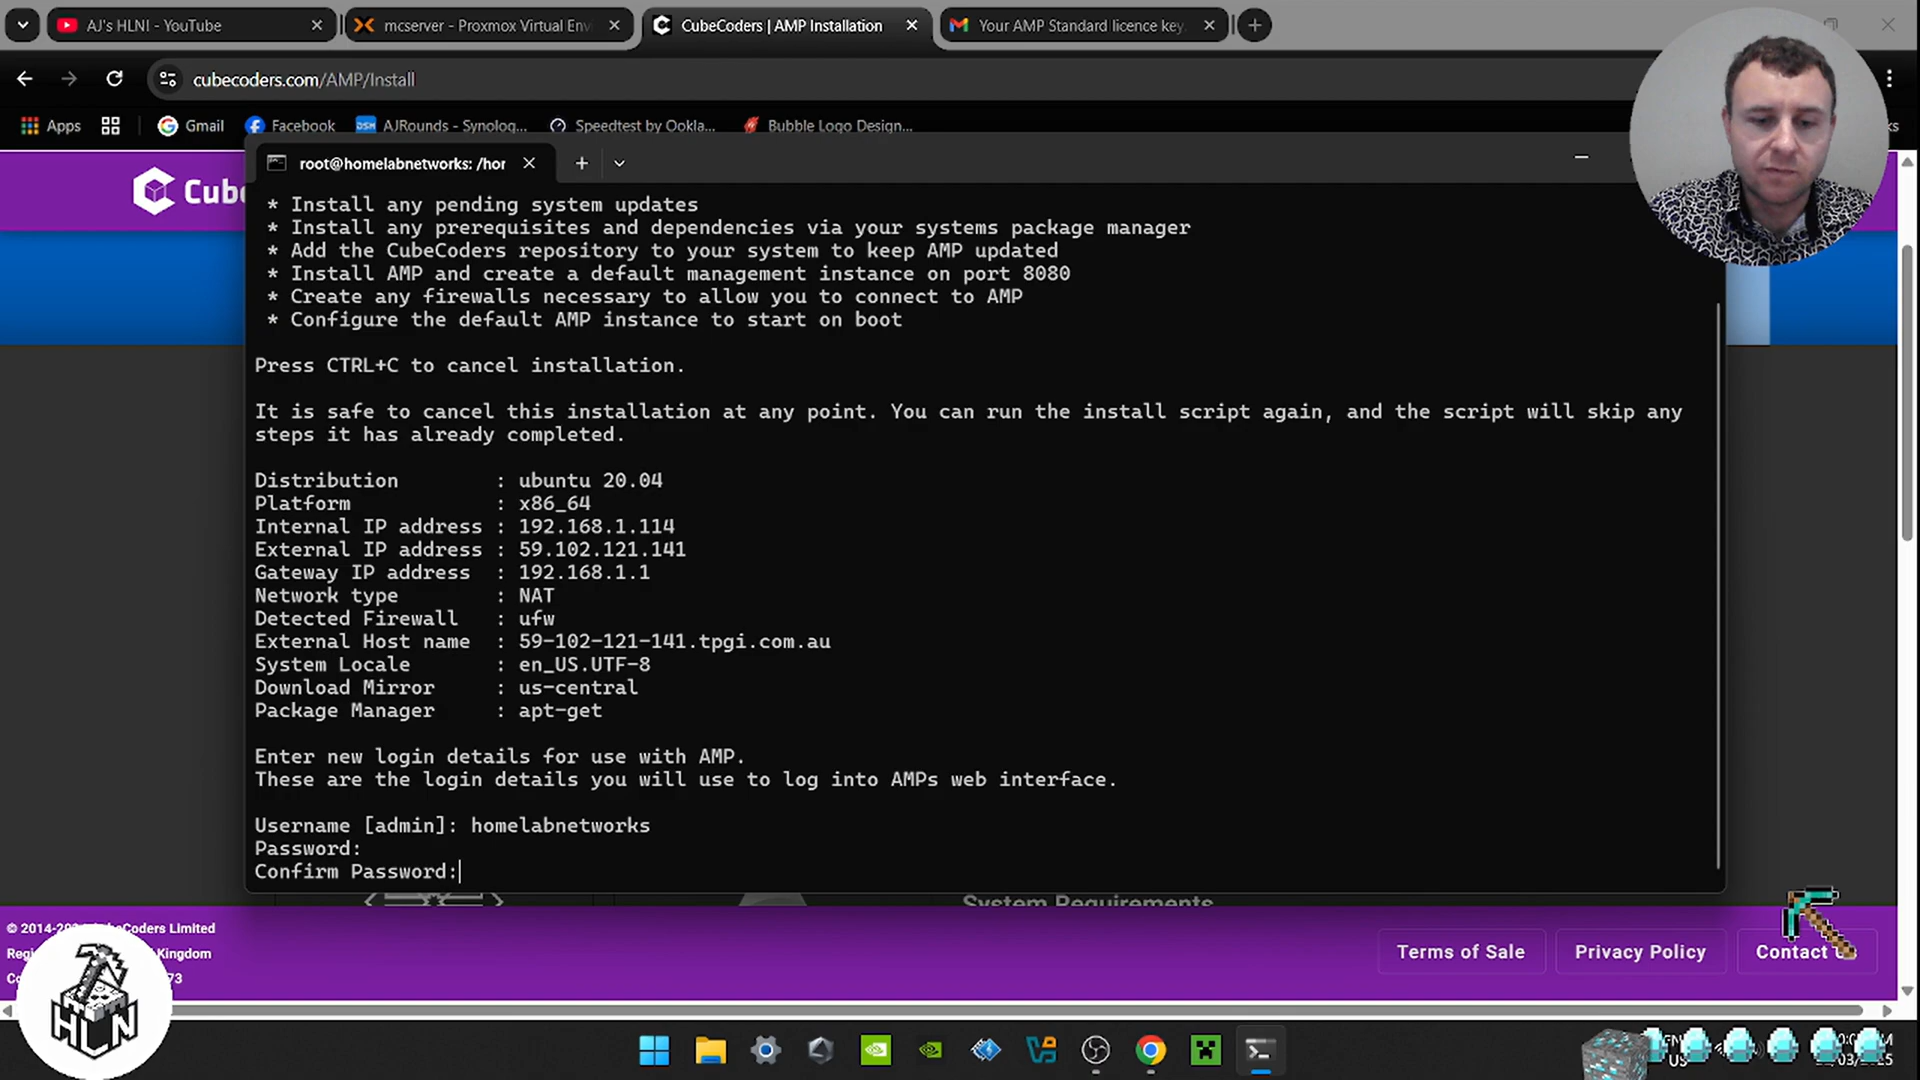 AJ's HLNI - YouTube
mcserver - Proxmox Virtual Envi
CubeCoders | AMP Installation
Your AMP Standard licence key.
cubecoders.com/AMP/Install
Apps
Gmail
Facebook
AJRounds - Synolog...
Speedtest by Ookla...
Bubble Logo Design...
root@homelabnetworks: /hor
* Install any pending system updates
* Install any prerequisites and dependencies via your systems package manager
* Add the CubeCoders repository to your system to keep AMP updated
* Install AMP and create a default management instance on port 8080
* Create any firewalls necessary to allow you to connect to AMP
* Configure the default AMP instance to start on boot
Press CTRL+C to cancel installation.
It is safe to cancel this installation at any point. You can run the install script again, and the script will skip any
steps it has already completed.
Distribution : ubuntu 20.04
Platform : x86_64
Internal IP address : 192.168.1.114
External IP address : 59.102.121.141
Gateway IP address : 192.168.1.1
Network type : NAT
Detected Firewall : ufw
External Host name : 59-102-121-141.tpgi.com.au
System Locale : en_US.UTF-8
Download Mirror : us-central
Package Manager : apt-get
Enter new login details for use with AMP.
These are the login details you will use to log into AMPs web interface.
Username [admin]: homelabnetworks
Password:
Confirm Password:
System Requirements
Limited
Kingdom
Terms of Sale
Privacy Policy
Contact
HLN